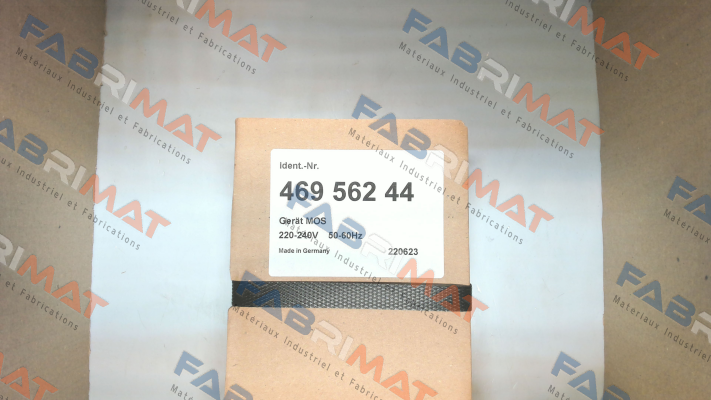 Ident.-Nr.
469 562 44
Gerät MOS
220-240V 50-60Hz
Made in Germany 220623
FABRIMAT
Materiaux Industriel et Fabrications